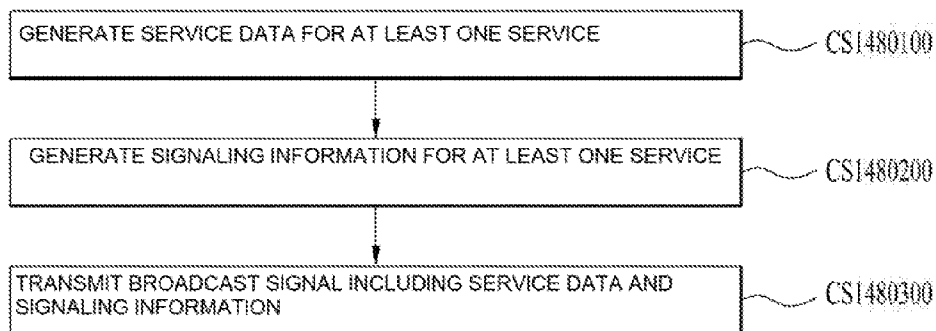 GENERATE SERVICE DATA FOR AT LEAST ONE SERVICE
CS1480100
GENERATE SIGNALING INFORMATION FOR AT LEAST ONE SERVICE
CS1480200
TRANSMIT BROADCAST SIGNAL INCLUDING SERVICE DATA AND
SIGNALING INFORMATION
CS1480300